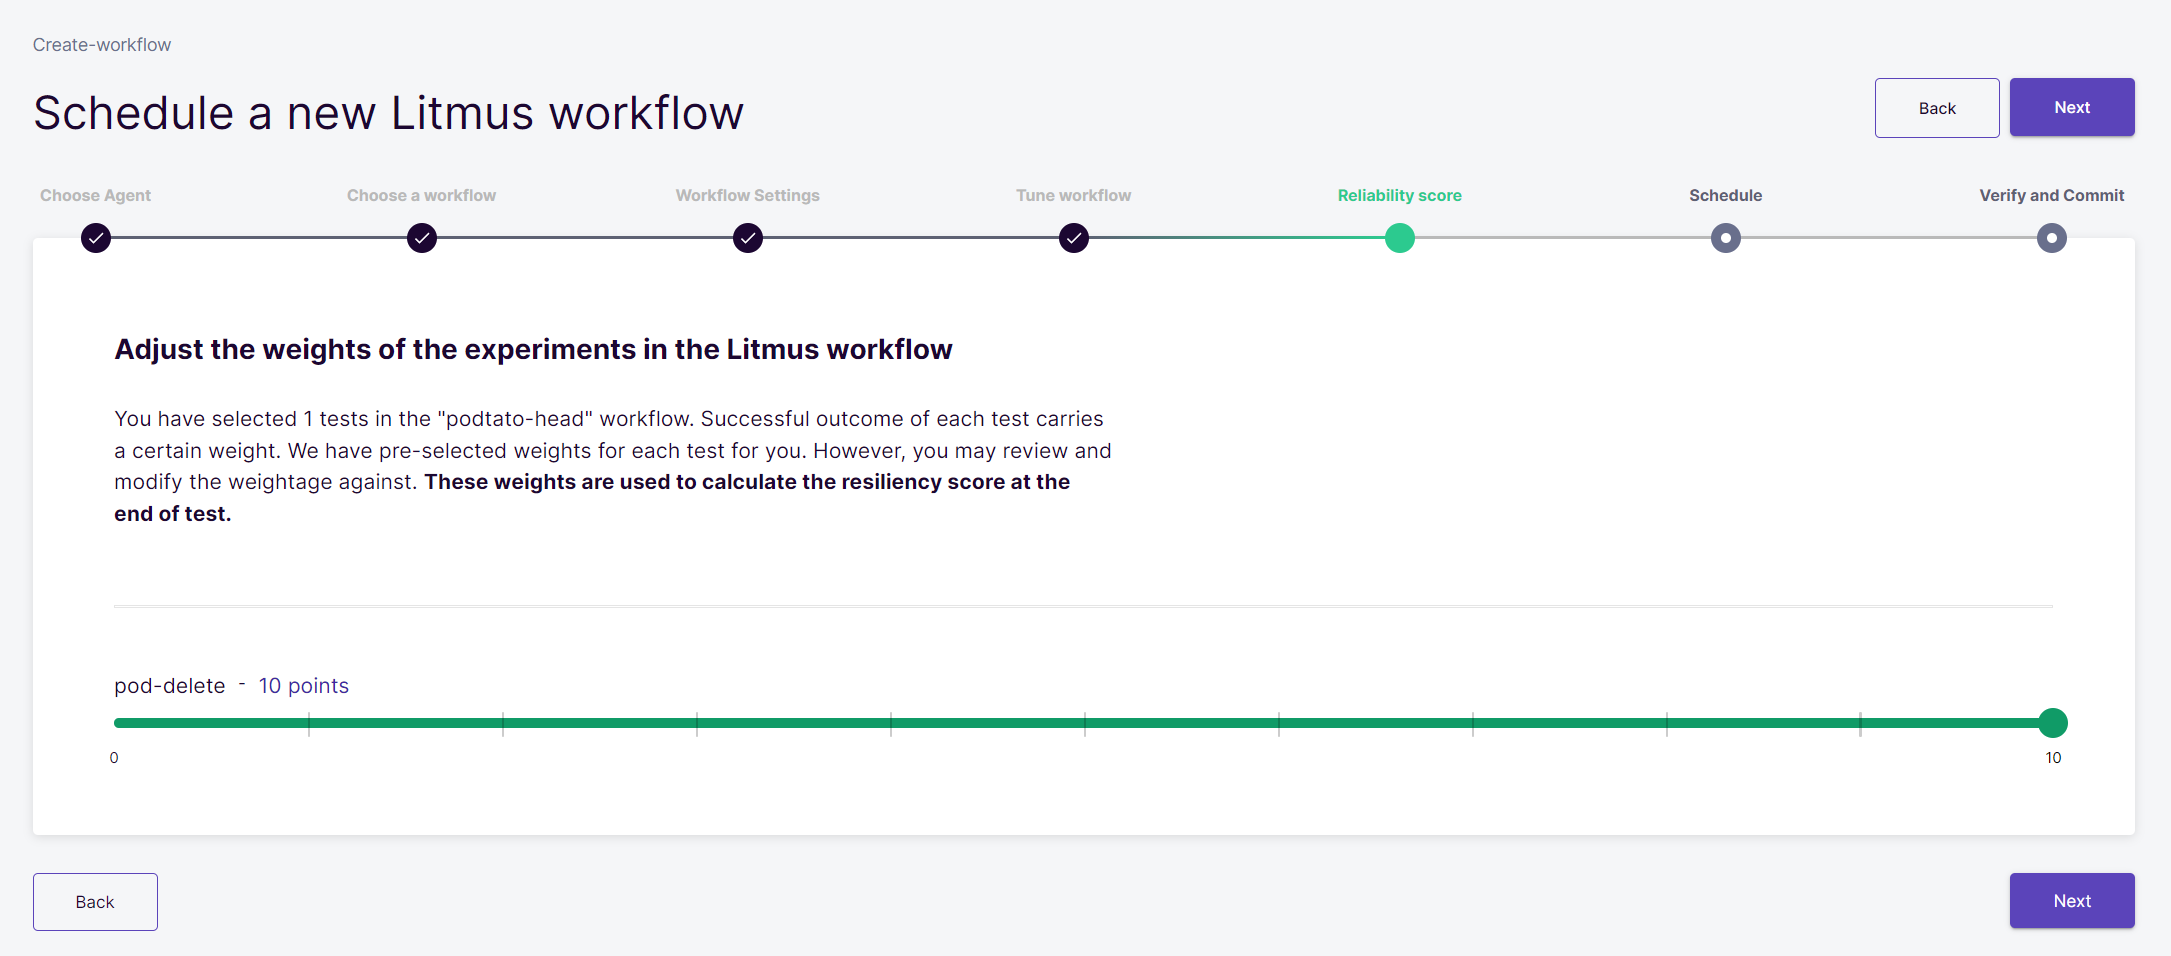 Create-workflow
Schedule a new Litmus workflow
Back
Next
Choose Agent
Choose a workflow
Workflow Settings
Tune workflow
Reliability score
Schedule
Verify and Commit
Adjust the weights of the experiments in the Litmus workflow
You have selected 1 tests in the "podtato-head" workflow. Successful outcome of each test carries
a certain weight. We have pre-selected weights for each test for you. However, you may review and
modify the weightage against. These weights are used to calculate the resiliency score at the
end of test.
pod-delete - 10 points
0
10
Back
Next